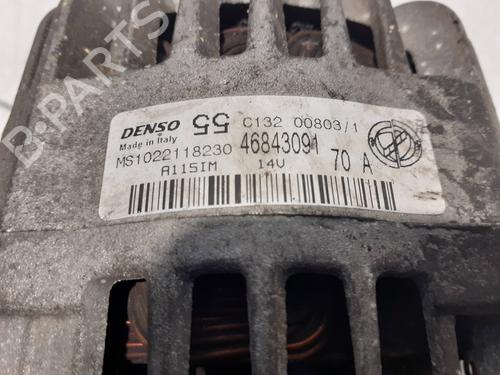 DENSO 55 C132 00803/1
Made in Italy
MS1022118230 46843091
A115IM 14V 70 A
B-PARTS